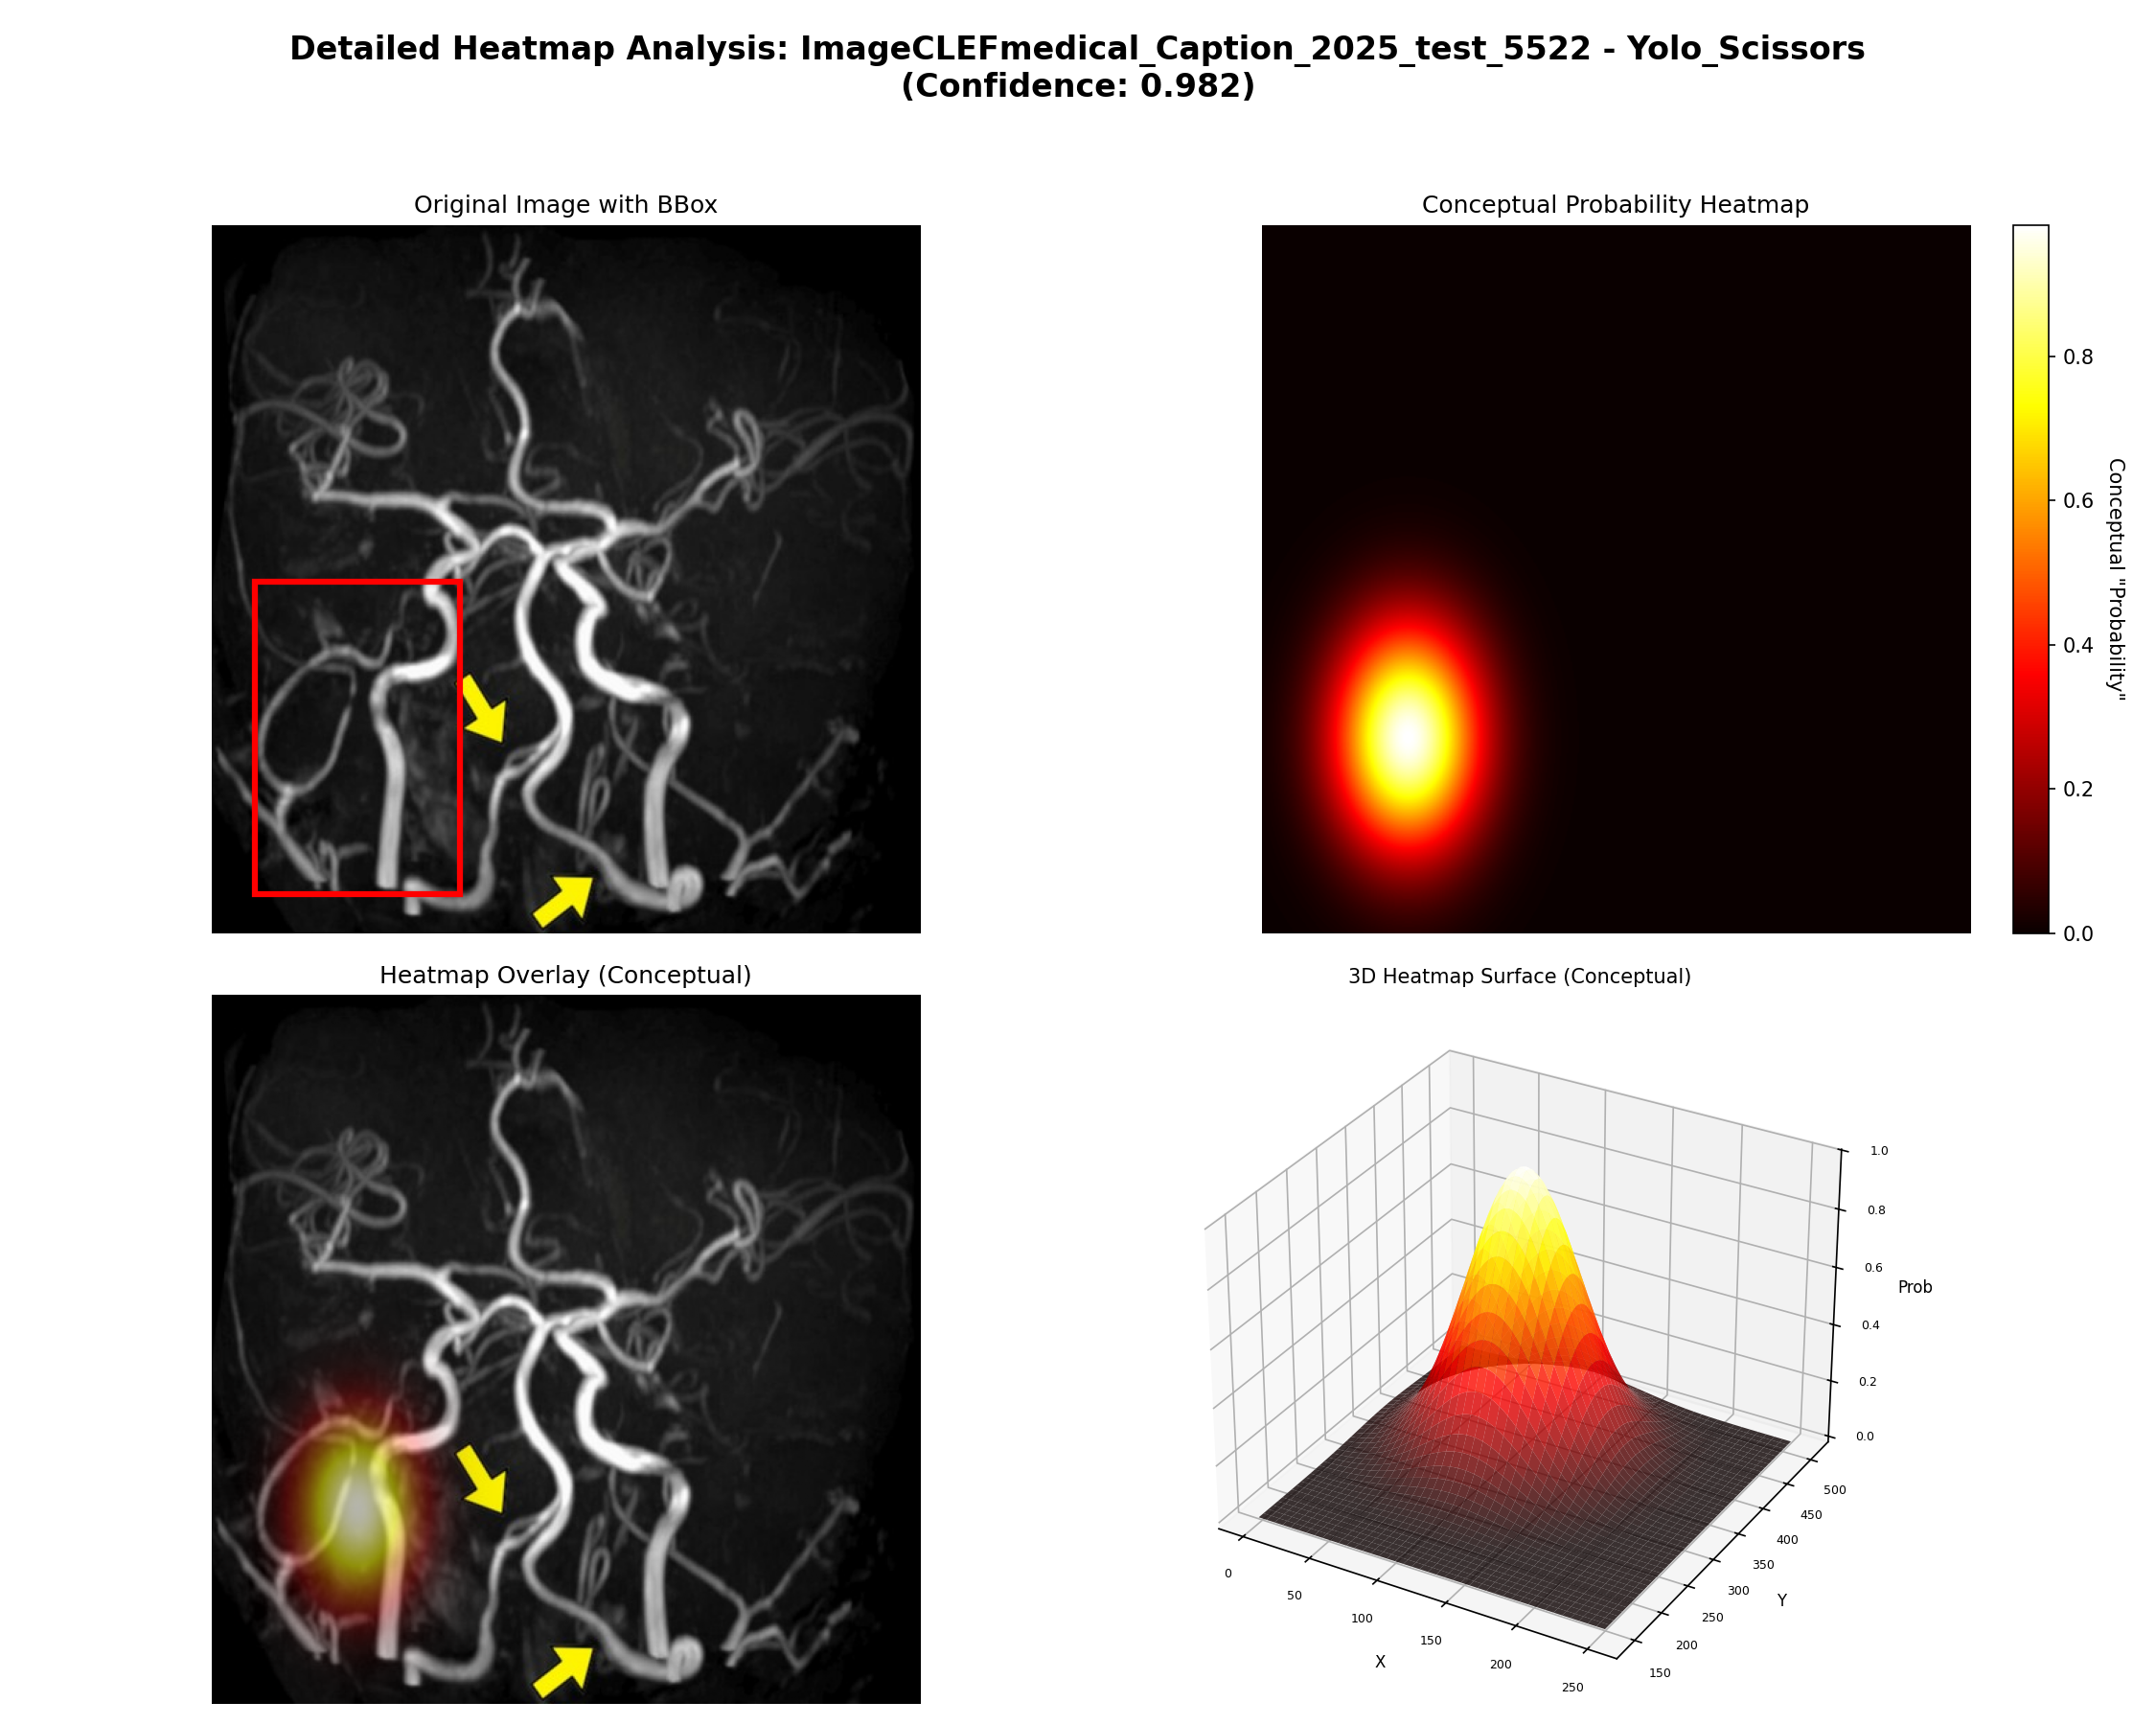 Detailed Heatmap Analysis: ImageCLEFmedical_Caption_2025_test_5522 - Yolo_Scissors
(Confidence: 0.982)
Original Image with BBox
Conceptual Probability Heatmap
0.8
0.6
0.4
0.2
0.0
Conceptual "Probability"
Heatmap Overlay (Conceptual)
3D Heatmap Surface (Conceptual)
1.0
0.8
0.6
0.4
0.2
0.0
Prob
500
450
400
350
300
250
200
150
Y
0
50
100
150
200
250
X